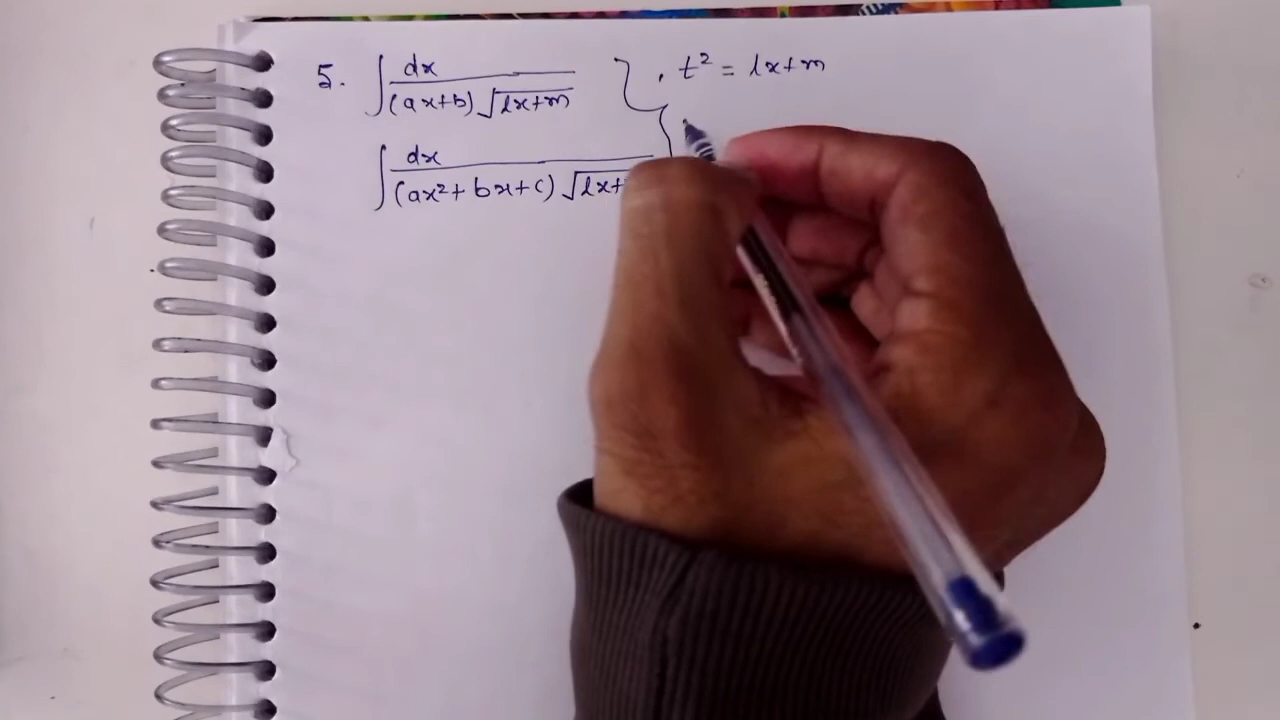 5. ∫ dx / (ax+b) √lx+m } . t² = lx+m
∫ dx / (ax²+bx+c) √lx+